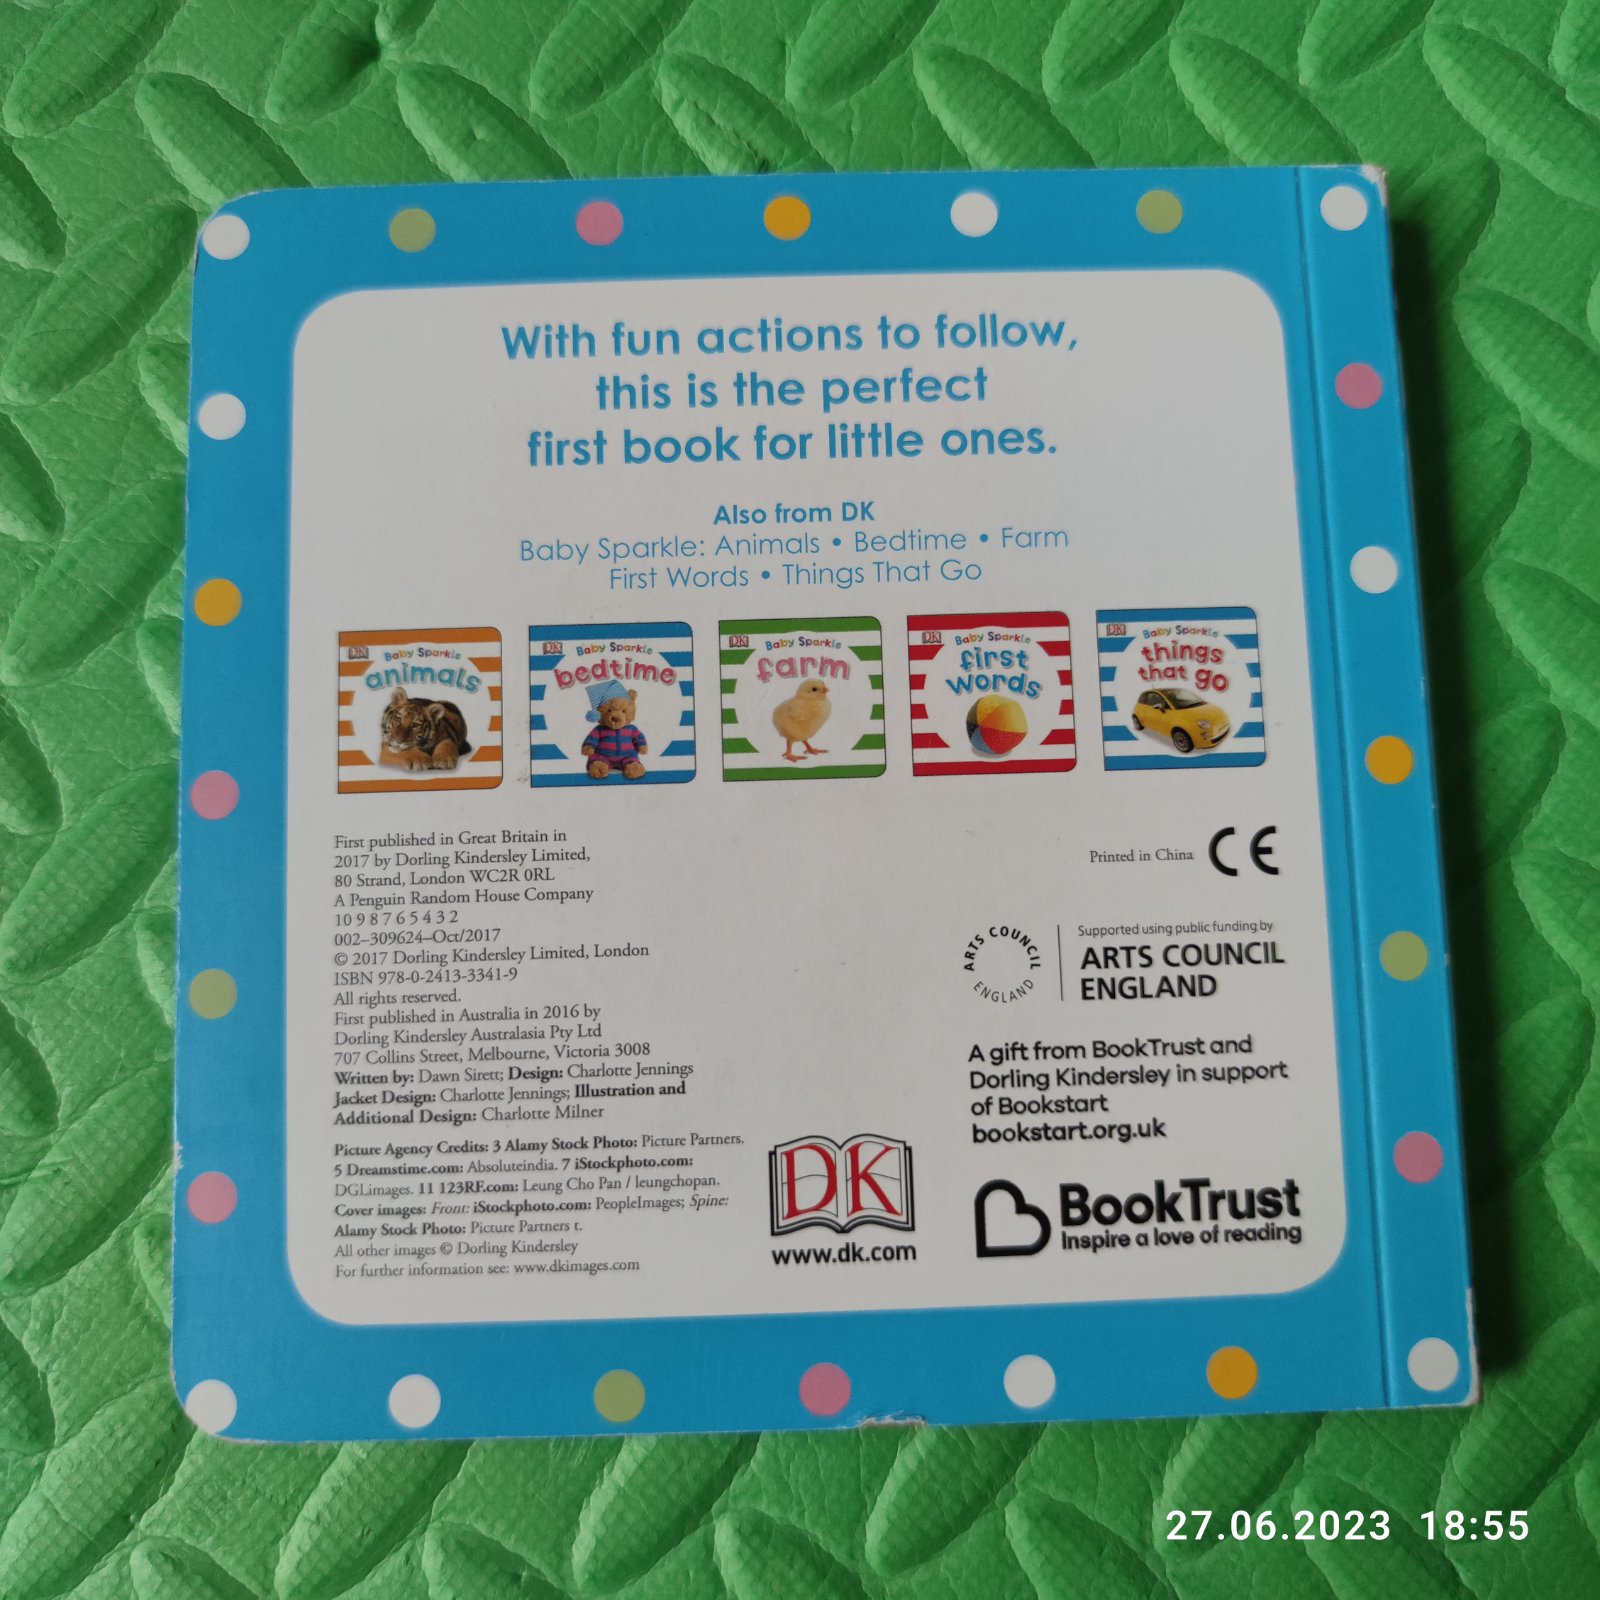 With fun actions to follow,
this is the perfect
first book for little ones.
Also from DK
Baby Sparkle: Animals • Bedtime • Farm
First Words • Things That Go
DK
Baby Sparkle
animals
DK
Baby Sparkle
bedtime
DK
Baby Sparkle
farm
DK
Baby Sparkle
first
words
DK
Baby Sparkle
things
that go
First published in Great Britain in
2017 by Dorling Kindersley Limited,
80 Strand, London WC2R 0RL
A Penguin Random House Company
10 9 8 7 6 5 4 3 2
002–309624–Oct/2017
© 2017 Dorling Kindersley Limited, London
ISBN 978-0-2413-3341-9
All rights reserved.
First published in Australia in 2016 by
Dorling Kindersley Australasia Pty Ltd
707 Collins Street, Melbourne, Victoria 3008
Written by: Dawn Sirett; Design: Charlotte Jennings
Jacket Design: Charlotte Jennings; Illustration and
Additional Design: Charlotte Milner
Picture Agency Credits: 3 Alamy Stock Photo: Picture Partners.
5 Dreamstime.com: Absoluteindia. 7 iStockphoto.com:
DGLimages. 11 123RF.com: Leung Cho Pan / leungchopan.
Cover images: Front: iStockphoto.com: PeopleImages; Spine:
Alamy Stock Photo: Picture Partners t.
All other images © Dorling Kindersley
For further information see: www.dkimages.com
DK
www.dk.com
Printed in China CE
ARTS COUNCIL
ENGLAND
Supported using public funding by
ARTS COUNCIL
ENGLAND
A gift from BookTrust and
Dorling Kindersley in support
of Bookstart
bookstart.org.uk
BookTrust
Inspire a love of reading
27.06.2023 18:55